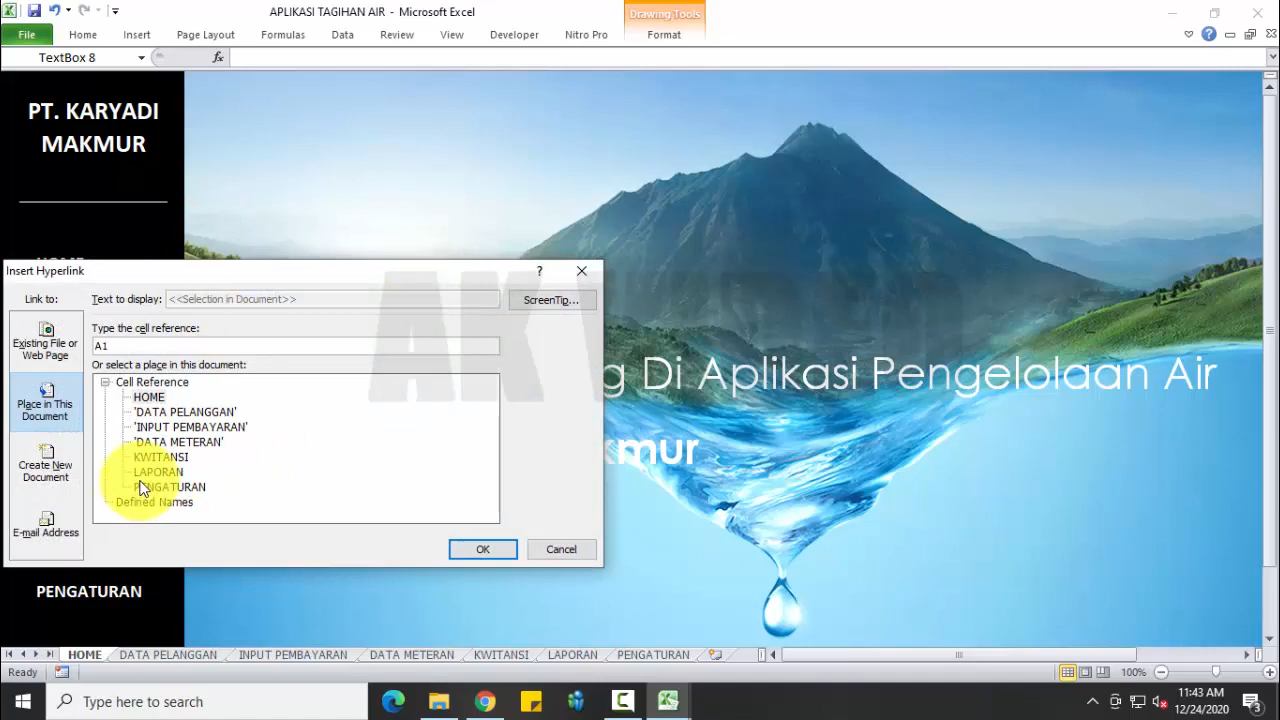 APLIKASI TAGIHAN AIR - Microsoft Excel
Drawing Tools
File Home Insert Page Layout Formulas Data Review View Developer Nitro Pro Format
TextBox 8 fx
PT. KARYADI
MAKMUR
HOME
Insert Hyperlink ?
Link to: Text to display: <<Selection in Document>> ScreenTip...
Existing File or
Web Page
Type the cell reference:
A1
Or select a place in this document:
Place in This
Document
Cell Reference
HOME
'DATA PELANGGAN'
'INPUT PEMBAYARAN'
'DATA METERAN'
KWITANSI
LAPORAN
PENGATURAN
Defined Names
Create New
Document
E-mail Address
OK Cancel
g Di Aplikasi Pengelolaan Air
kmur
PENGATURAN
HOME DATA PELANGGAN INPUT PEMBAYARAN DATA METERAN KWITANSI LAPORAN PENGATURAN
Ready 100%
Type here to search
11:43 AM
12/24/2020
3